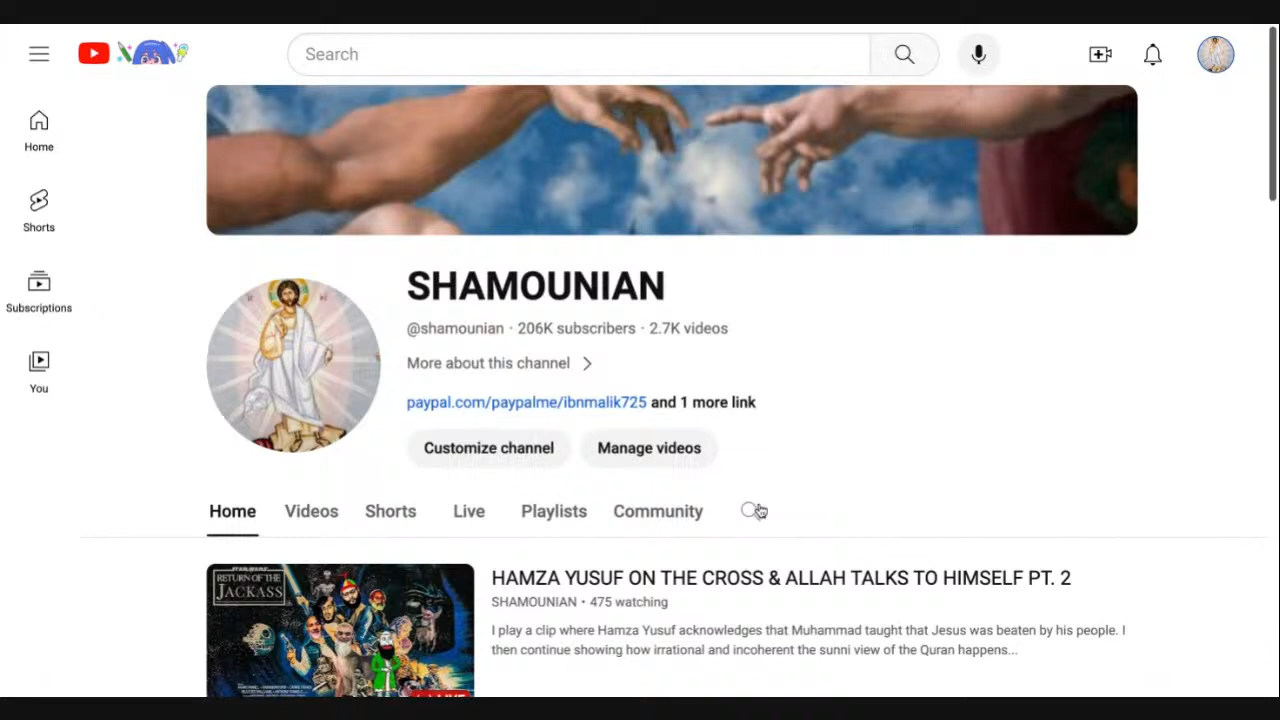 Search
Home
Shorts
Subscriptions
You
SHAMOUNIAN
@shamounian · 206K subscribers · 2.7K videos
More about this channel
paypal.com/paypalme/ibnmalik725 and 1 more link
Customize channel
Manage videos
Home
Videos
Shorts
Live
Playlists
Community
STAR WARS
RETURN OF THE
JACKASS
HAMZA YUSUF ON THE CROSS & ALLAH TALKS TO HIMSELF PT. 2
SHAMOUNIAN • 475 watching
I play a clip where Hamza Yusuf acknowledges that Muhammad taught that Jesus was beaten by his people. I
then continue showing how irrational and incoherent the sunni view of the Quran happens...
LIVE